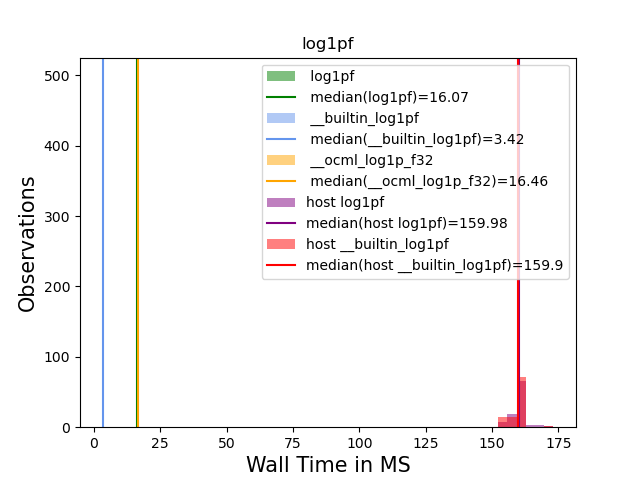 log1pf
500
400
300
200
100
0
Observations
log1pf
median(log1pf)=16.07
__builtin_log1pf
median(__builtin_log1pf)=3.42
__ocml_log1p_f32
median(__ocml_log1p_f32)=16.46
host log1pf
median(host log1pf)=159.98
host __builtin_log1pf
median(host __builtin_log1pf)=159.9
0 25 50 75 100 125 150 175
Wall Time in MS